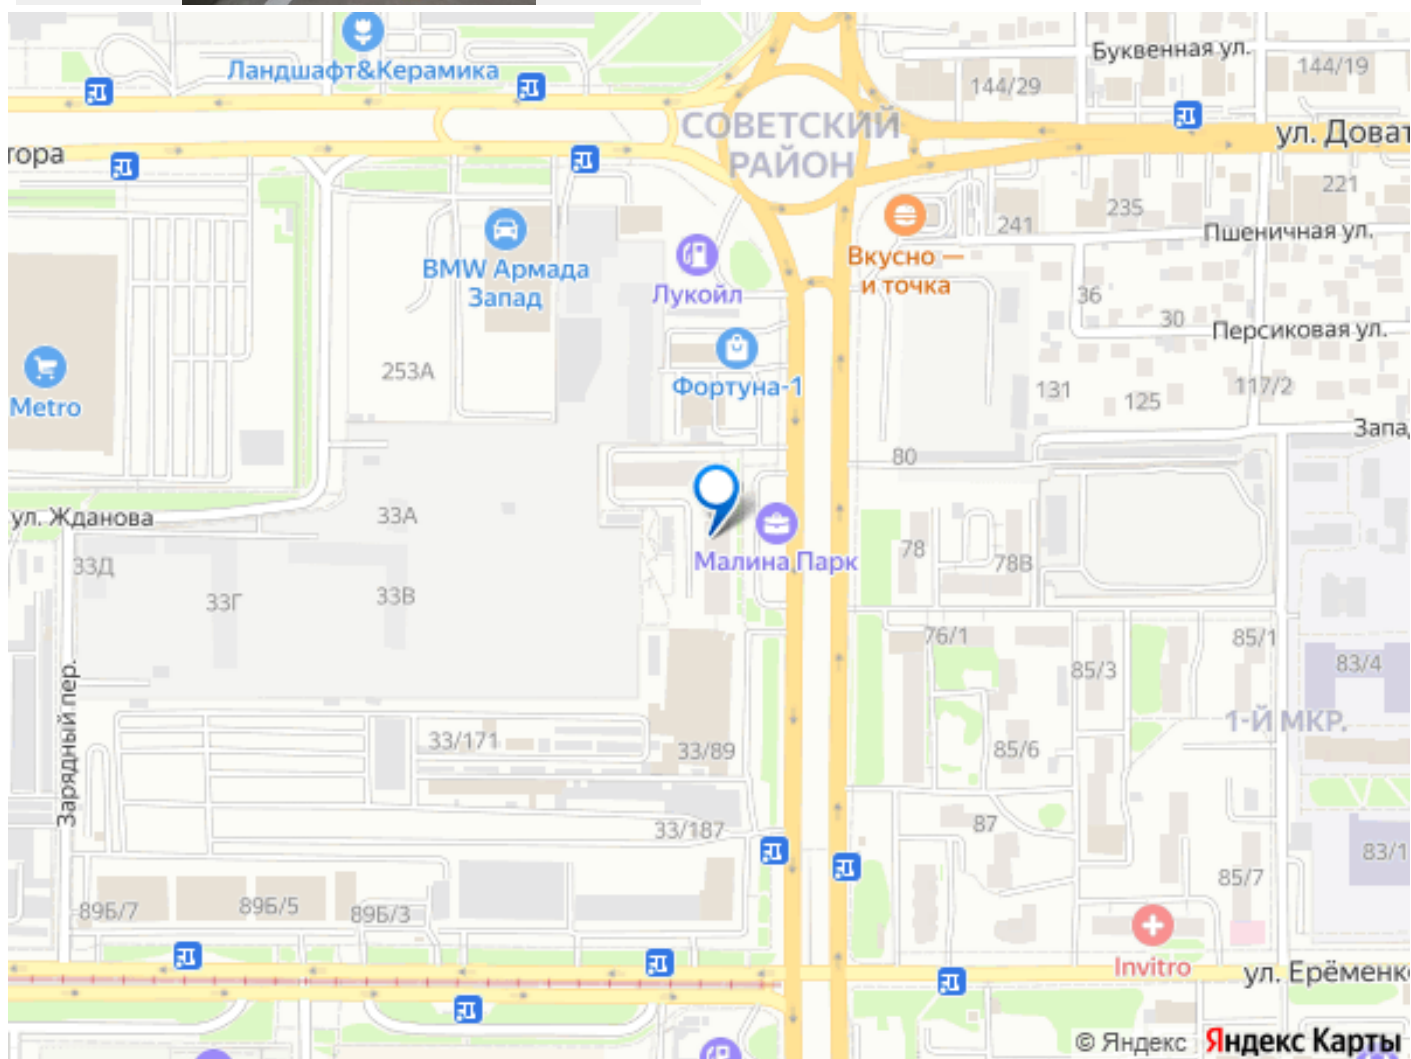 Буквенная ул.
144/19
Ландшафт&Керамика
144/29
СОВЕТСКИЙ
РАЙОН
ул. Доват
тора
221
235
241
Пшеничная ул.
BMW Армада
Запад
Вкусно —
и точка
Лукойл
36
30
Персиковая ул.
253А
Фортуна-1
Metro
131
125
117/2
Запад
80
ул. Жданова
33А
Малина Парк
78
78В
33Д
33Г
33В
76/1
85/1
83/4
85/3
Зарядный пер.
1-Й МКР.
33/171
33/89
85/6
33/187
87
83/1
85/7
89Б/7
89Б/5
89Б/3
Invitro
ул. Ерёменко
© Яндекс
Яндекс Карты